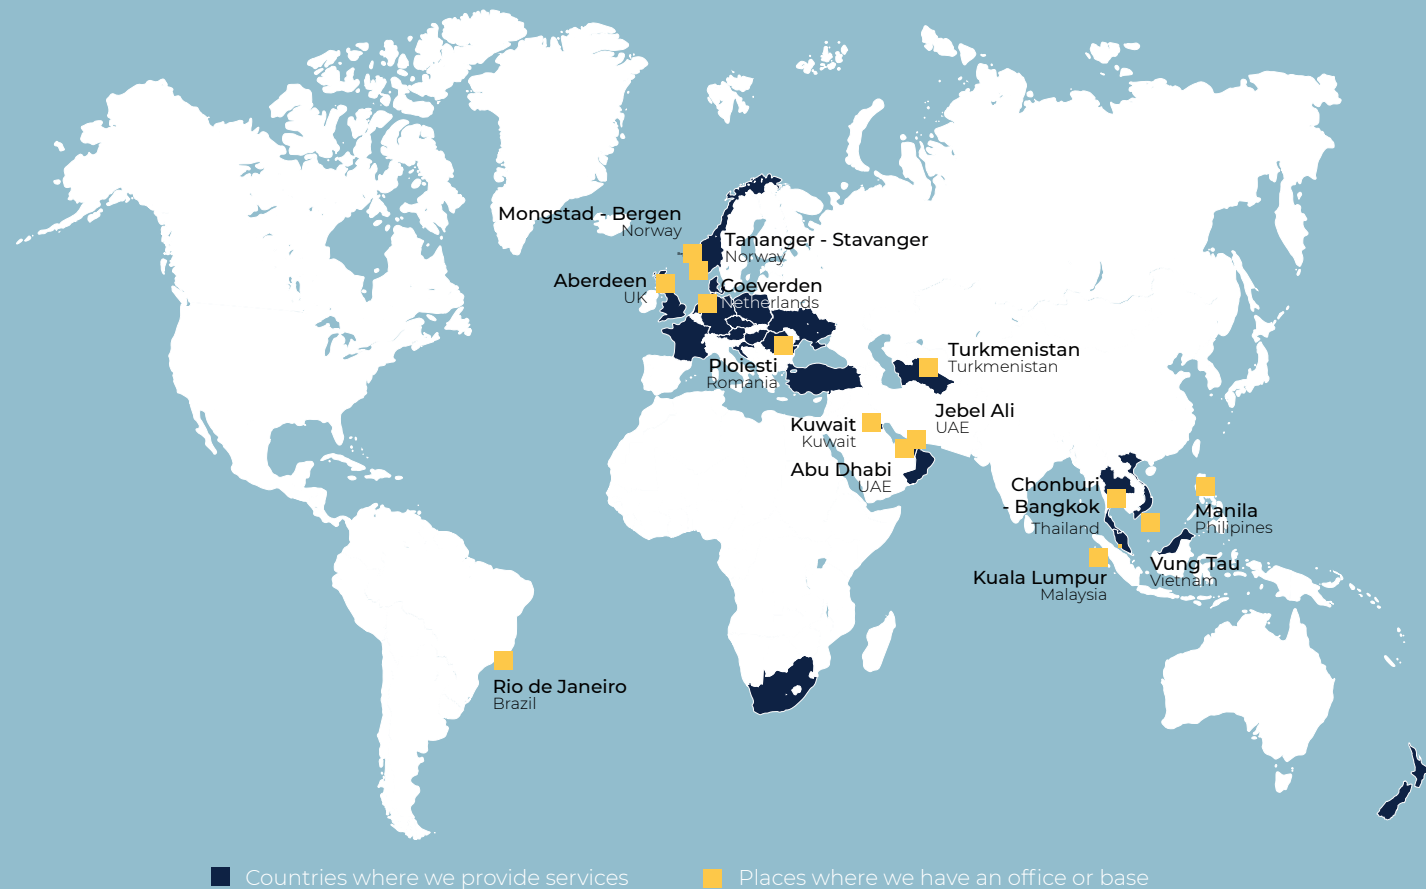 Mongstad - Bergen
Norway
Tananger - Stavanger
Norway
Aberdeen
UK
Coeverden
Netherlands
Ploiesti
Romania
Turkmenistan
Turkmenistan
Jebel Ali
UAE
Kuwait
Kuwait
Abu Dhabi
UAE
Chonburi
- Bangkok
Thailand
Manila
Philipines
Vung Tau
Vietnam
Kuala Lumpur
Malaysia
Rio de Janeiro
Brazil
Countries where we provide services
Places where we have an office or base